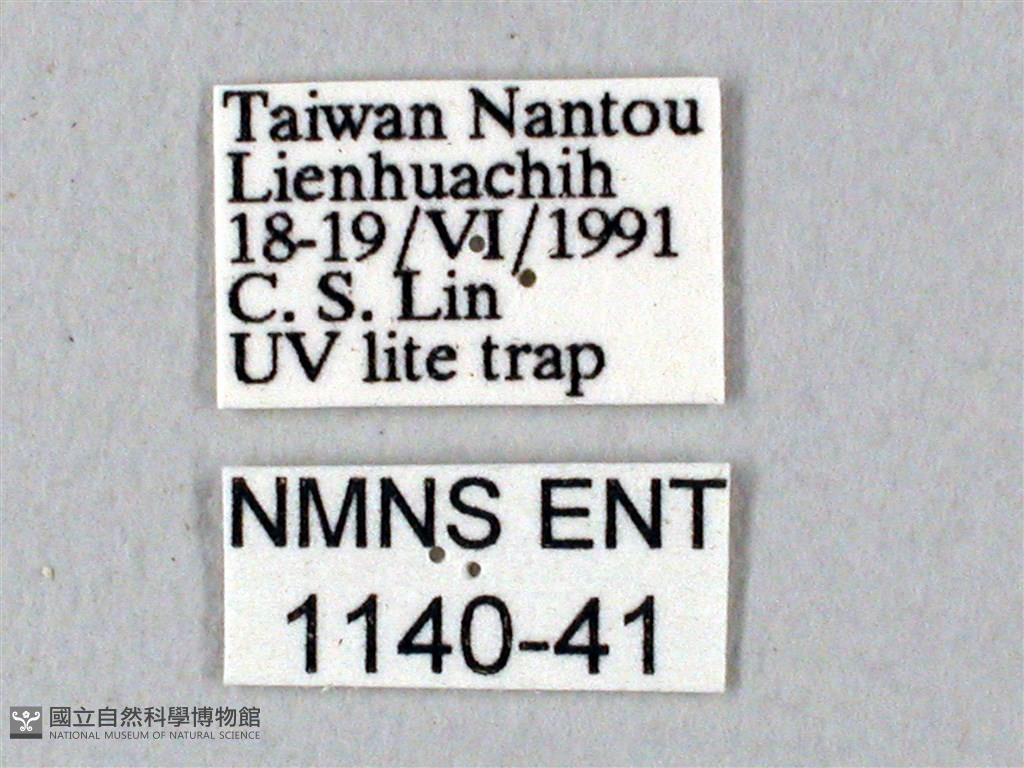 Taiwan Nantou
Lienhuachih
18-19/VI/1991
C. S. Lin
UV lite trap
NMNS ENT
1140-41
國立自然科學博物館
NATIONAL MUSEUM OF NATURAL SCIENCE